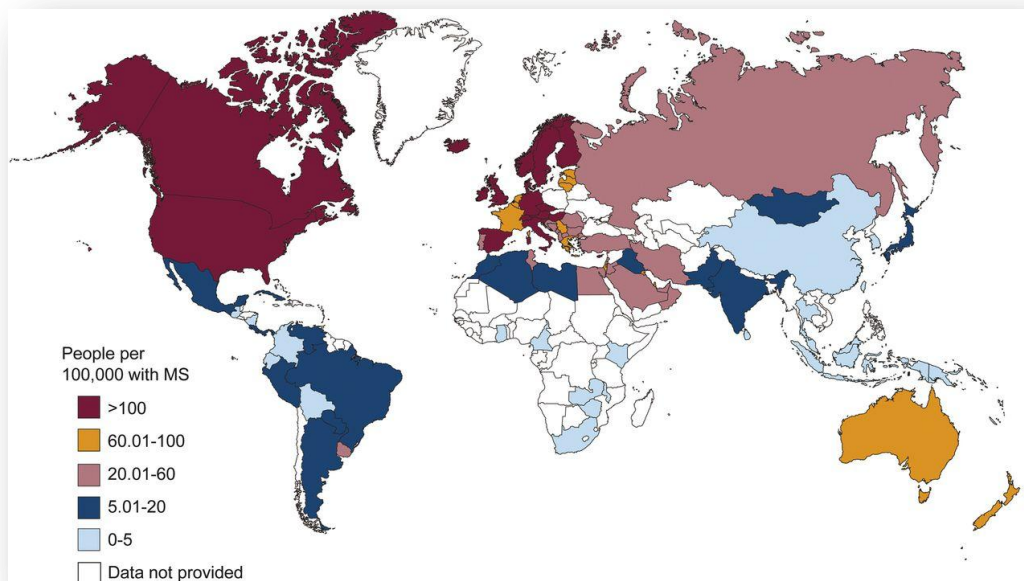 People per
100,000 with MS
>100
60.01-100
20.01-60
5.01-20
0-5
Data not provided